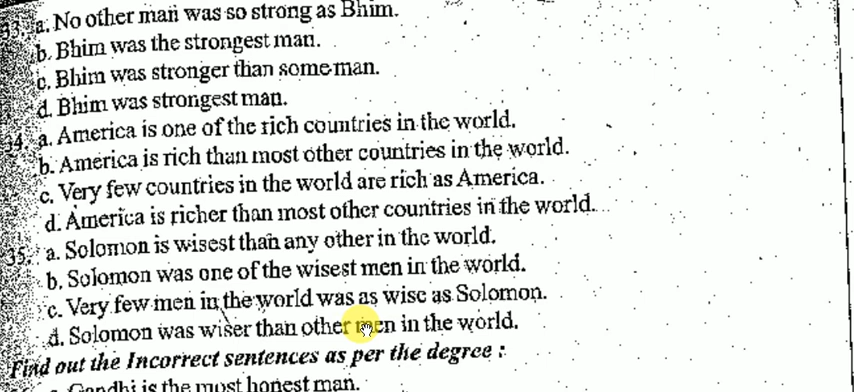 33. a. No other man was so strong as Bhim.
b. Bhim was the strongest man.
c. Bhim was stronger than some man.
d. Bhim was strongest man.
34. a. America is one of the rich countries in the world.
b. America is rich than most other countries in the world.
c. Very few countries in the world are rich as America.
d. America is richer than most other countries in the world.
35. a. Solomon is wisest than any other in the world.
b. Solomon was one of the wisest men in the world.
c. Very few men in the world was as wise as Solomon.
d. Solomon was wiser than other men in the world.
Find out the Incorrect sentences as per the degree :
Gandhi is the most honest man.